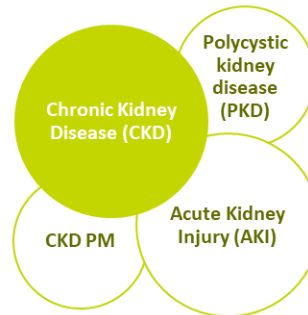 Polycystic
kidney
disease
(PKD)
Chronic Kidney
Disease (CKD)
Acute Kidney
Injury (AKI)
CKD PM